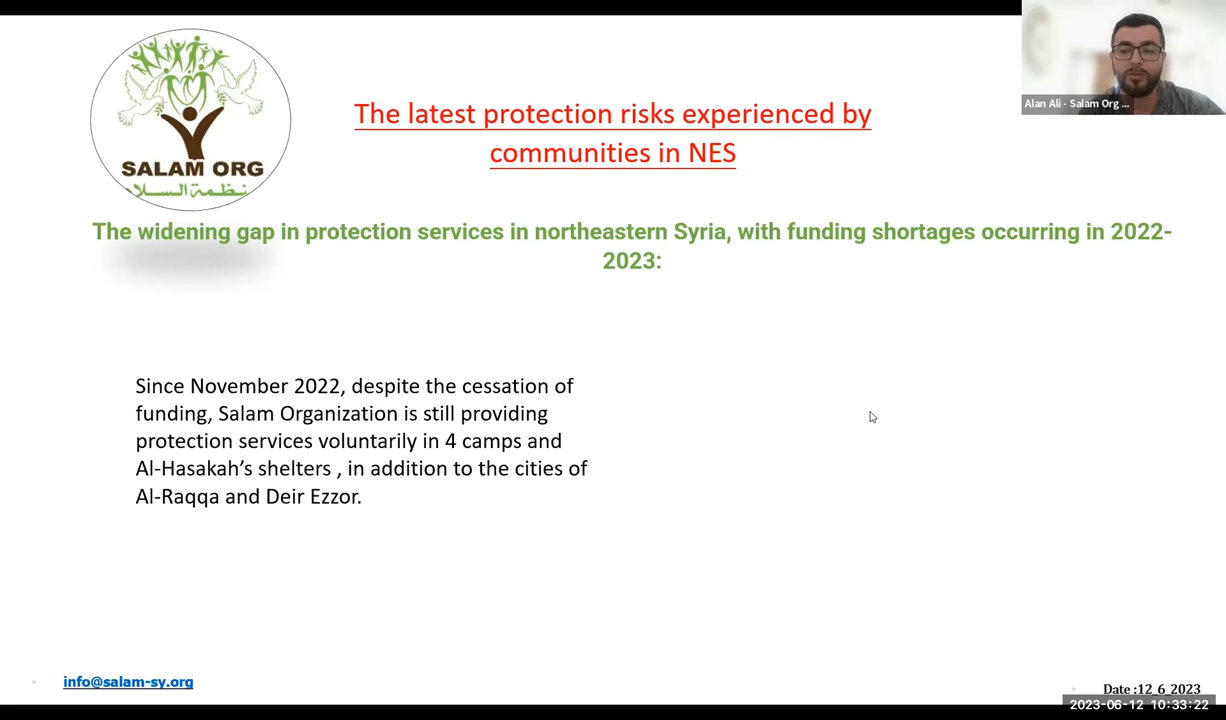 Alan Ali - Salam Org ...
The latest protection risks experienced by
communities in NES
SALAM ORG
نظمة السلا
The widening gap in protection services in northeastern Syria, with funding shortages occurring in 2022-
2023:
Since November 2022, despite the cessation of
funding, Salam Organization is still providing
protection services voluntarily in 4 camps and
Al-Hasakah’s shelters , in addition to the cities of
Al-Raqqa and Deir Ezzor.
info@salam-sy.org
Date :12_6_2023
2023-06-12 10:33:22